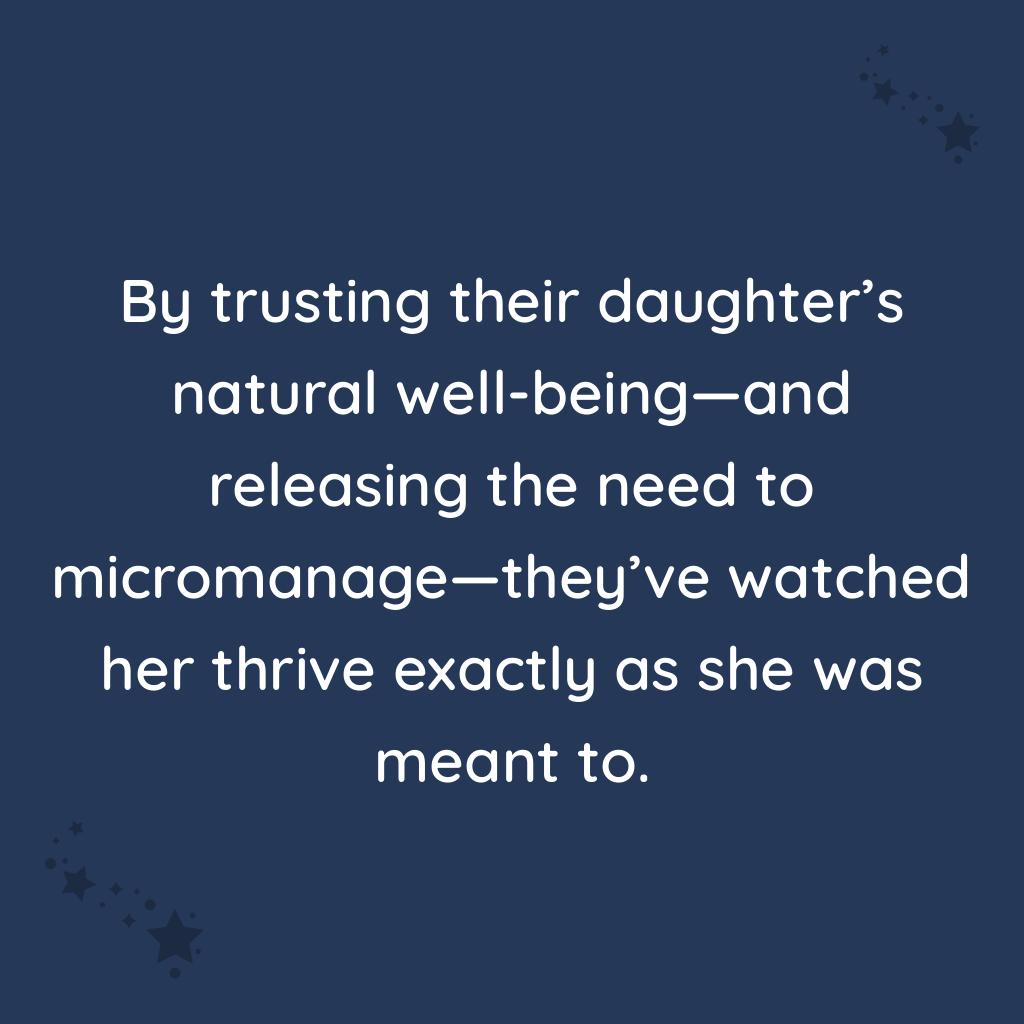 By trusting their daughter’s
natural well-being—and
releasing the need to
micromanage—they’ve watched
her thrive exactly as she was
meant to.